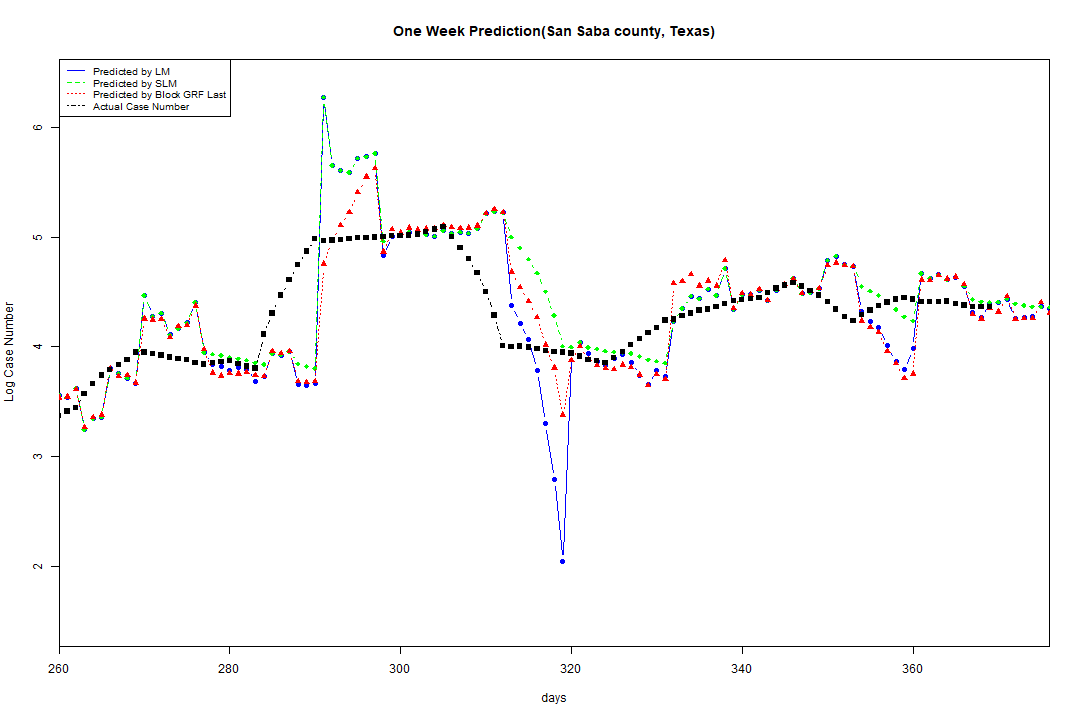 One Week Prediction(San Saba county, Texas)
Predicted by LM
Predicted by SLM
Predicted by Block GRF Last
Actual Case Number
6
5
4
3
2
Log Case Number
260
280
300
320
340
360
days